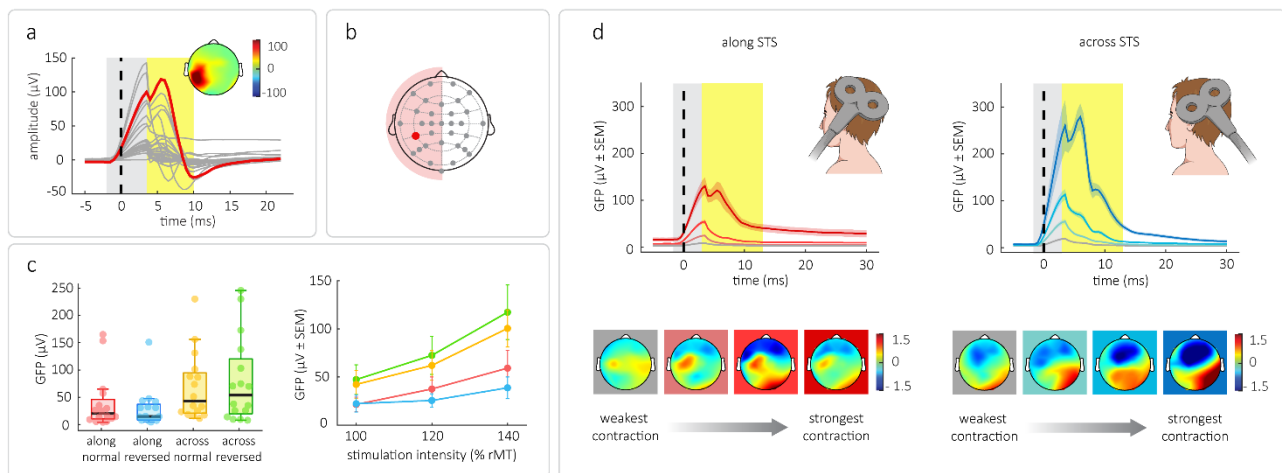 a
amplitude (µV)
150
100
50
0
-50
-5
0
5
10
15
20
time (ms)
100
0
-100
b
c
GFP (µV)
250
200
150
100
50
0
along normal
along reversed
across normal
across reversed
GFP (µV ± SEM)
150
100
50
0
100
120
140
stimulation intensity (% rMT)
d
along STS
GFP (µV ± SEM)
300
200
100
0
0
10
20
30
time (ms)
across STS
GFP (µV ± SEM)
300
200
100
0
0
10
20
30
time (ms)
1.5
0
- 1.5
weakest
contraction
strongest
contraction
1.5
0
- 1.5
weakest
contraction
strongest
contraction